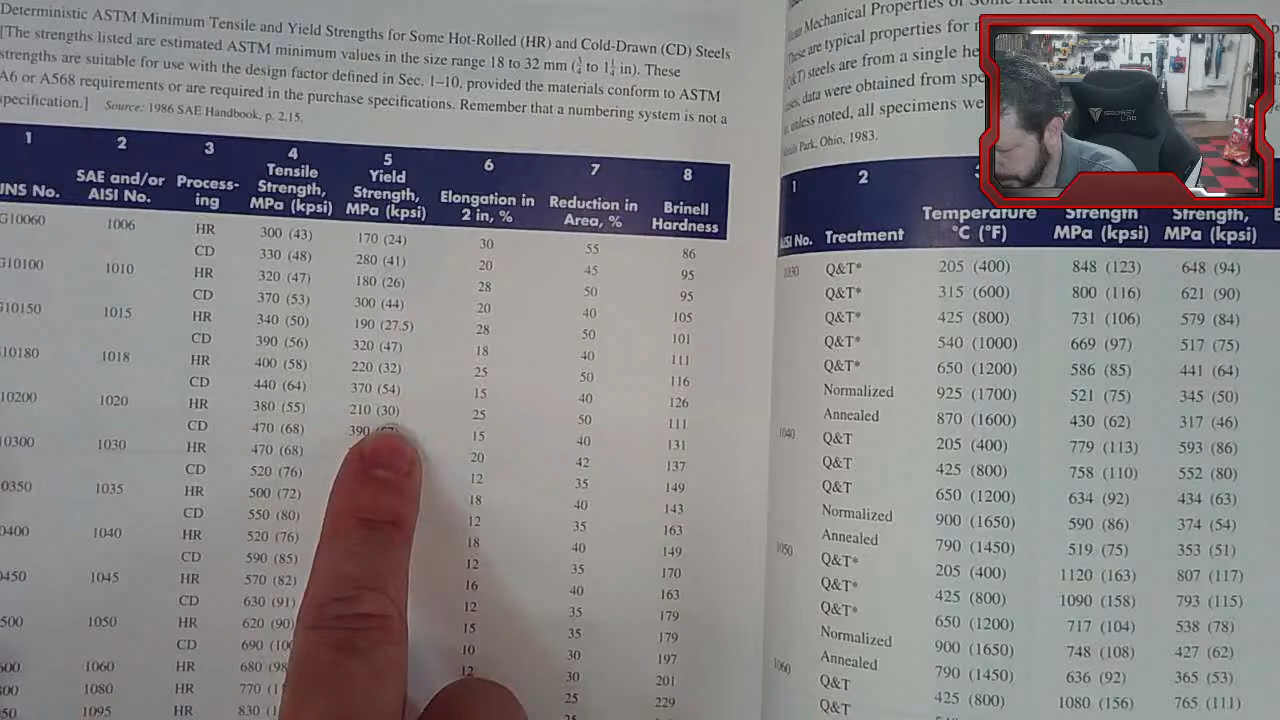 Deterministic ASTM Minimum Tensile and Yield Strengths for Some Hot-Rolled (HR) and Cold-Drawn (CD) Steels
[The strengths listed are estimated ASTM minimum values in the size range 18 to 32 mm (3/4 to 1 1/4 in). These
strengths are suitable for use with the design factor defined in Sec. 1–10, provided the materials conform to ASTM
A6 or A568 requirements or are required in the purchase specifications. Remember that a numbering system is not a
specification.] Source: 1986 SAE Handbook, p. 2.15.
1 2 3 4 5 6 7 8
UNS No. SAE and/or AISI No. Process-ing Tensile Strength, MPa (kpsi) Yield Strength, MPa (kpsi) Elongation in 2 in, % Reduction in Area, % Brinell Hardness
G10060 1006 HR 300 (43) 170 (24) 30 55 86
CD 330 (48) 280 (41) 20 45 95
G10100 1010 HR 320 (47) 180 (26) 28 50 95
CD 370 (53) 300 (44) 20 40 105
G10150 1015 HR 340 (50) 190 (27.5) 28 50 101
CD 390 (56) 320 (47) 18 40 111
G10180 1018 HR 400 (58) 220 (32) 25 50 116
CD 440 (64) 370 (54) 15 40 126
10200 1020 HR 380 (55) 210 (30) 25 50 111
CD 470 (68) 390 15 40 131
10300 1030 HR 470 (68) 20 42 137
CD 520 (76) 12 35 149
0350 1035 HR 500 (72) 18 40 143
CD 550 (80) 12 35 163
0400 1040 HR 520 (76) 18 40 149
CD 590 (85) 12 35 170
0450 1045 HR 570 (82) 16 40 163
CD 630 (91) 12 35 179
500 1050 HR 620 (90) 15 35 179
CD 690 10 30 197
600 1060 HR 680 (98 12 30 201
800 1080 HR 770 25 229
50 1095 HR 830
Mechanical Properties of Some Heat-Treated Steels
These are typical properties for
Q&T) steels are from a single he
data were obtained from spe
unless noted, all specimens we
Park, Ohio, 1983.
1 2
AISI No. Treatment Temperature °C (°F) Strength MPa (kpsi) Strength, MPa (kpsi)
1030 Q&T* 205 (400) 848 (123) 648 (94)
Q&T* 315 (600) 800 (116) 621 (90)
Q&T* 425 (800) 731 (106) 579 (84)
Q&T* 540 (1000) 669 (97) 517 (75)
Q&T* 650 (1200) 586 (85) 441 (64)
Normalized 925 (1700) 521 (75) 345 (50)
Annealed 870 (1600) 430 (62) 317 (46)
1040 Q&T 205 (400) 779 (113) 593 (86)
Q&T 425 (800) 758 (110) 552 (80)
Q&T 650 (1200) 634 (92) 434 (63)
Normalized 900 (1650) 590 (86) 374 (54)
Annealed 790 (1450) 519 (75) 353 (51)
1050 Q&T* 205 (400) 1120 (163) 807 (117)
Q&T* 425 (800) 1090 (158) 793 (115)
Q&T* 650 (1200) 717 (104) 538 (78)
Normalized 900 (1650) 748 (108) 427 (62)
Annealed 790 (1450) 636 (92) 365 (53)
1060 Q&T 425 (800) 1080 (156) 765 (111)
Q&T
SECRET LAB